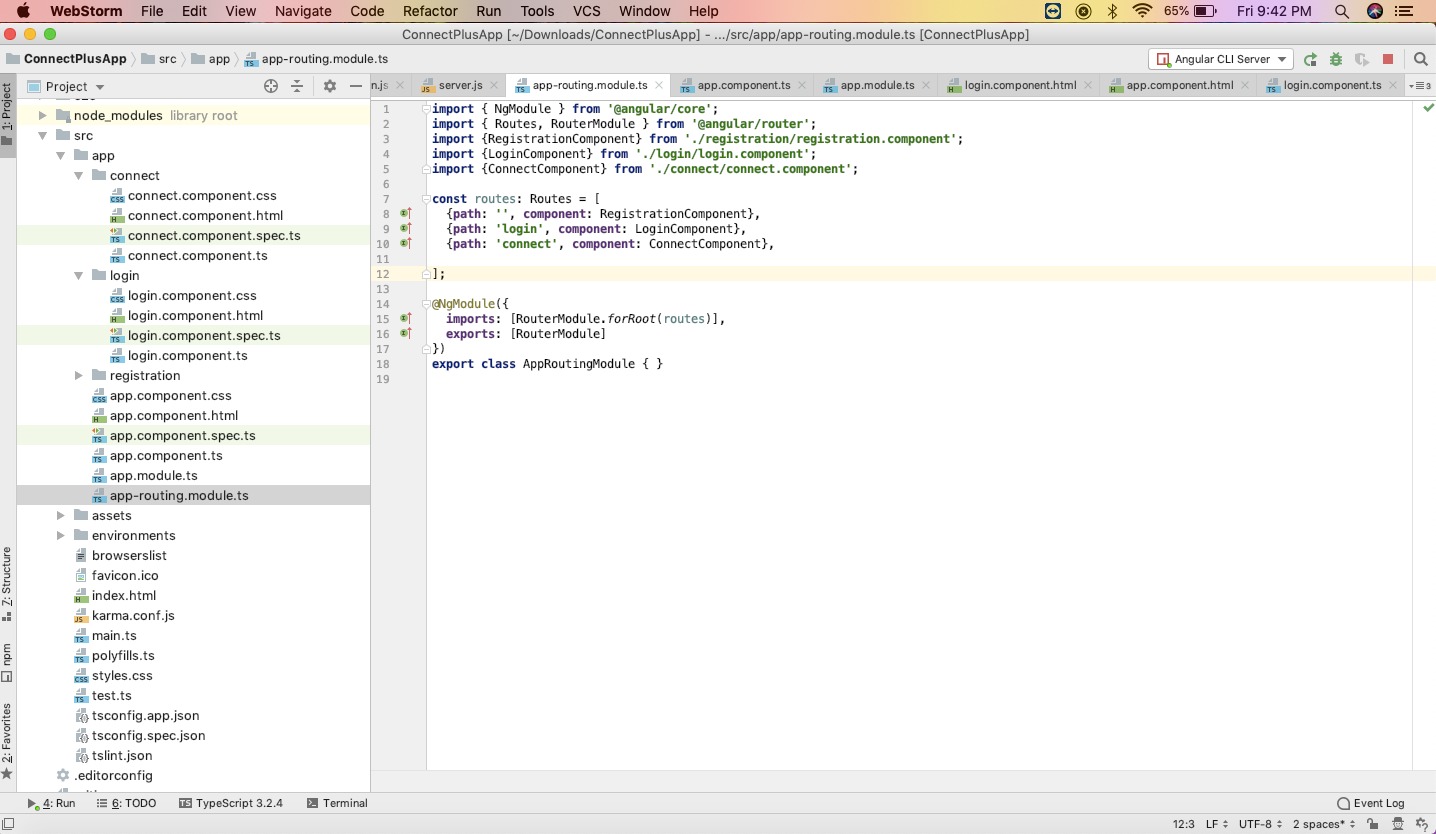 WebStorm File Edit View Navigate Code Refactor Run Tools VCS Window Help 65% Fri 9:42 PM
ConnectPlusApp [~/Downloads/ConnectPlusApp] - .../src/app/app-routing.module.ts [ConnectPlusApp]
ConnectPlusApp src app app-routing.module.ts Angular CLI Server
Project
n.js server.js app-routing.module.ts app.component.ts app.module.ts login.component.html app.component.html login.component.ts
1: Project
7: Structure
npm
2: Favorites
node_modules library root
src
app
connect
connect.component.css
connect.component.html
connect.component.spec.ts
connect.component.ts
login
login.component.css
login.component.html
login.component.spec.ts
login.component.ts
registration
app.component.css
app.component.html
app.component.spec.ts
app.component.ts
app.module.ts
app-routing.module.ts
assets
environments
browserslist
favicon.ico
index.html
karma.conf.js
main.ts
polyfills.ts
styles.css
test.ts
tsconfig.app.json
tsconfig.spec.json
tslint.json
.editorconfig
1 import { NgModule } from '@angular/core';
2 import { Routes, RouterModule } from '@angular/router';
3 import {RegistrationComponent} from './registration/registration.component';
4 import {LoginComponent} from './login/login.component';
5 import {ConnectComponent} from './connect/connect.component';
6
7 const routes: Routes = [
8 {path: '', component: RegistrationComponent},
9 {path: 'login', component: LoginComponent},
10 {path: 'connect', component: ConnectComponent},
11
12 ];
13
14 @NgModule({
15 imports: [RouterModule.forRoot(routes)],
16 exports: [RouterModule]
17 })
18 export class AppRoutingModule { }
19
4: Run 6: TODO TypeScript 3.2.4 Terminal Event Log
12:3 LF UTF-8 2 spaces*